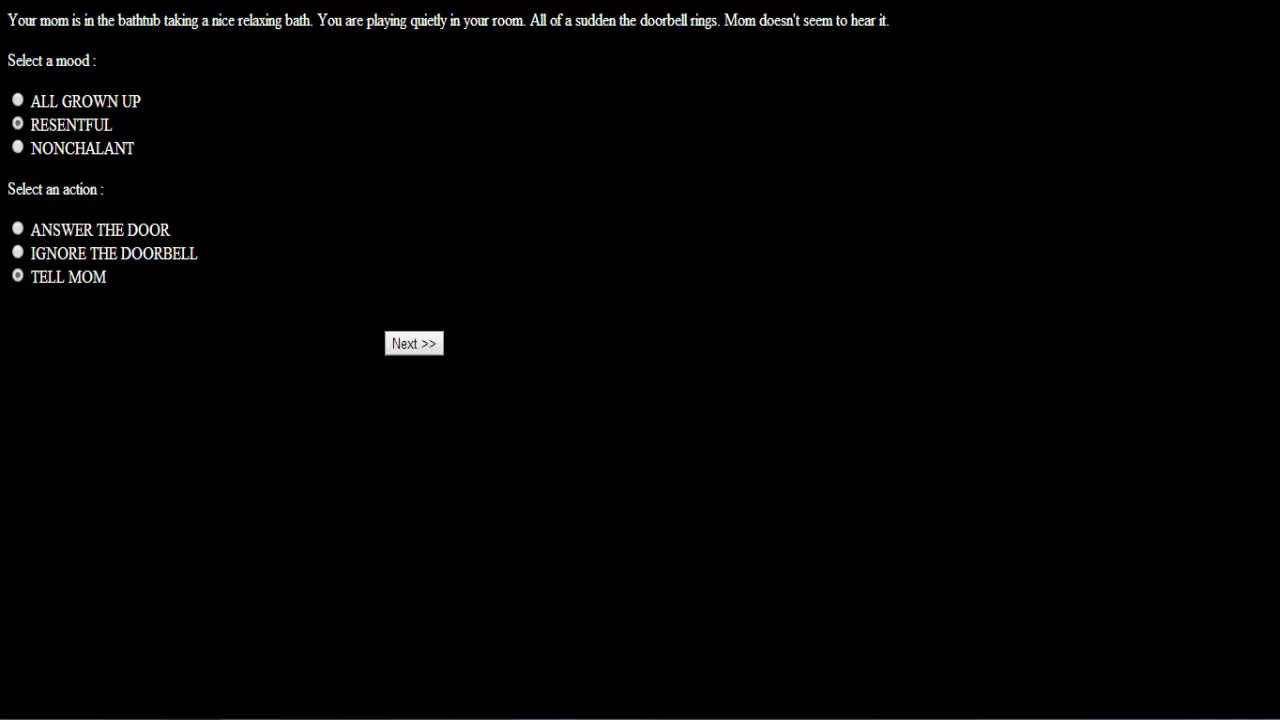 Your mom is in the bathtub taking a nice relaxing bath. You are playing quietly in your room. All of a sudden the doorbell rings. Mom doesn't seem to hear it.
Select a mood :
ALL GROWN UP
RESENTFUL
NONCHALANT
Select an action :
ANSWER THE DOOR
IGNORE THE DOORBELL
TELL MOM
Next >>